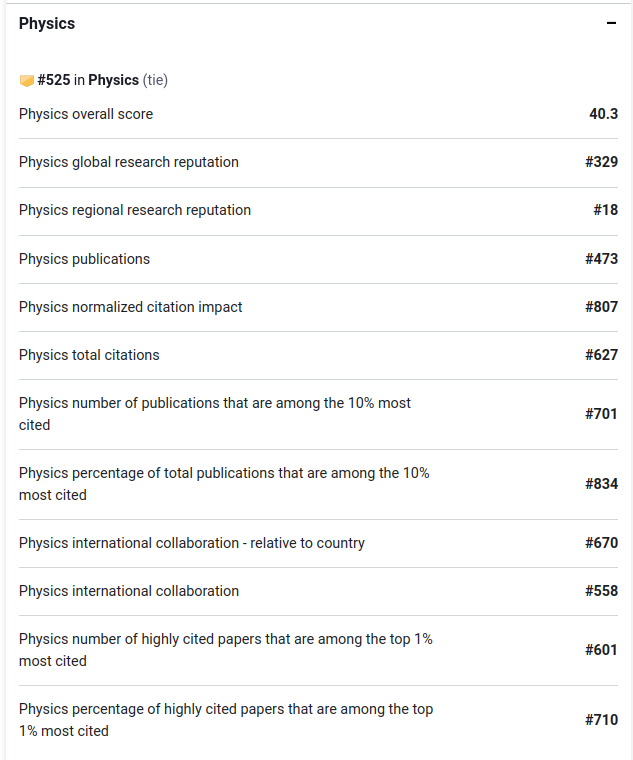 Physics −
#525 in Physics (tie)
Physics overall score 40.3
Physics global research reputation #329
Physics regional research reputation #18
Physics publications #473
Physics normalized citation impact #807
Physics total citations #627
Physics number of publications that are among the 10% most
cited #701
Physics percentage of total publications that are among the 10%
most cited #834
Physics international collaboration - relative to country #670
Physics international collaboration #558
Physics number of highly cited papers that are among the top 1%
most cited #601
Physics percentage of highly cited papers that are among the top
1% most cited #710